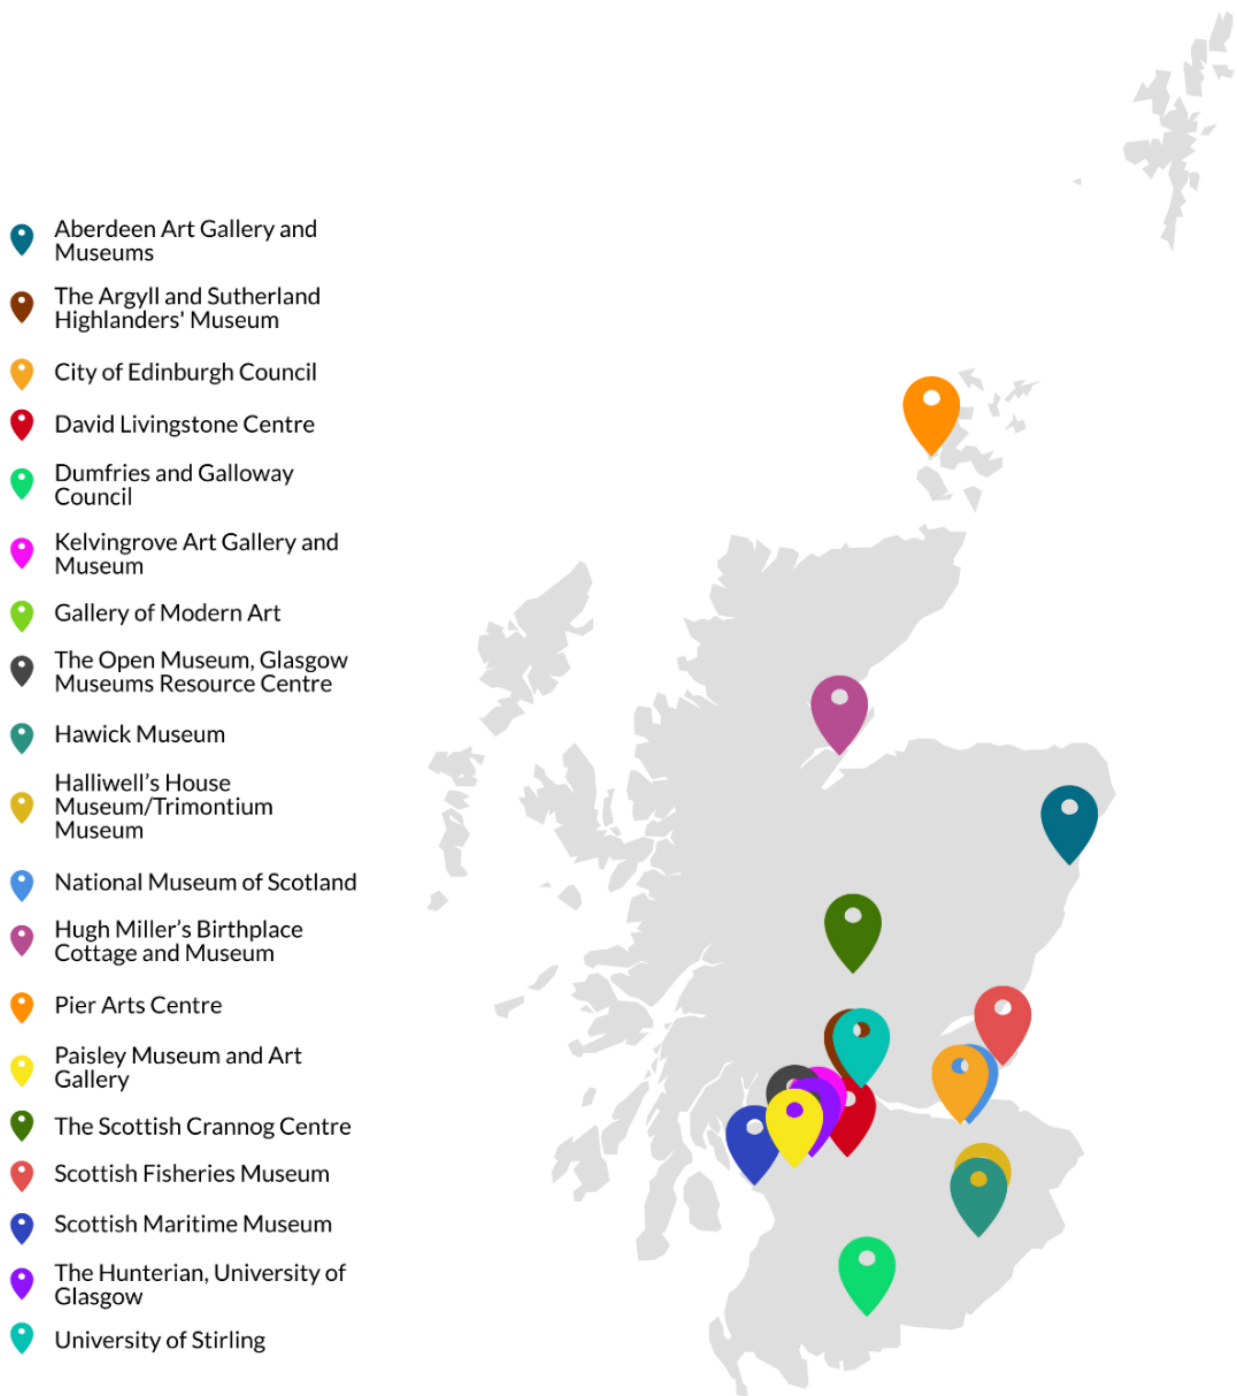 Aberdeen Art Gallery and
Museums
The Argyll and Sutherland
Highlanders' Museum
City of Edinburgh Council
David Livingstone Centre
Dumfries and Galloway
Council
Kelvingrove Art Gallery and
Museum
Gallery of Modern Art
The Open Museum, Glasgow
Museums Resource Centre
Hawick Museum
Halliwell’s House
Museum/Trimontium
Museum
National Museum of Scotland
Hugh Miller’s Birthplace
Cottage and Museum
Pier Arts Centre
Paisley Museum and Art
Gallery
The Scottish Crannog Centre
Scottish Fisheries Museum
Scottish Maritime Museum
The Hunterian, University of
Glasgow
University of Stirling